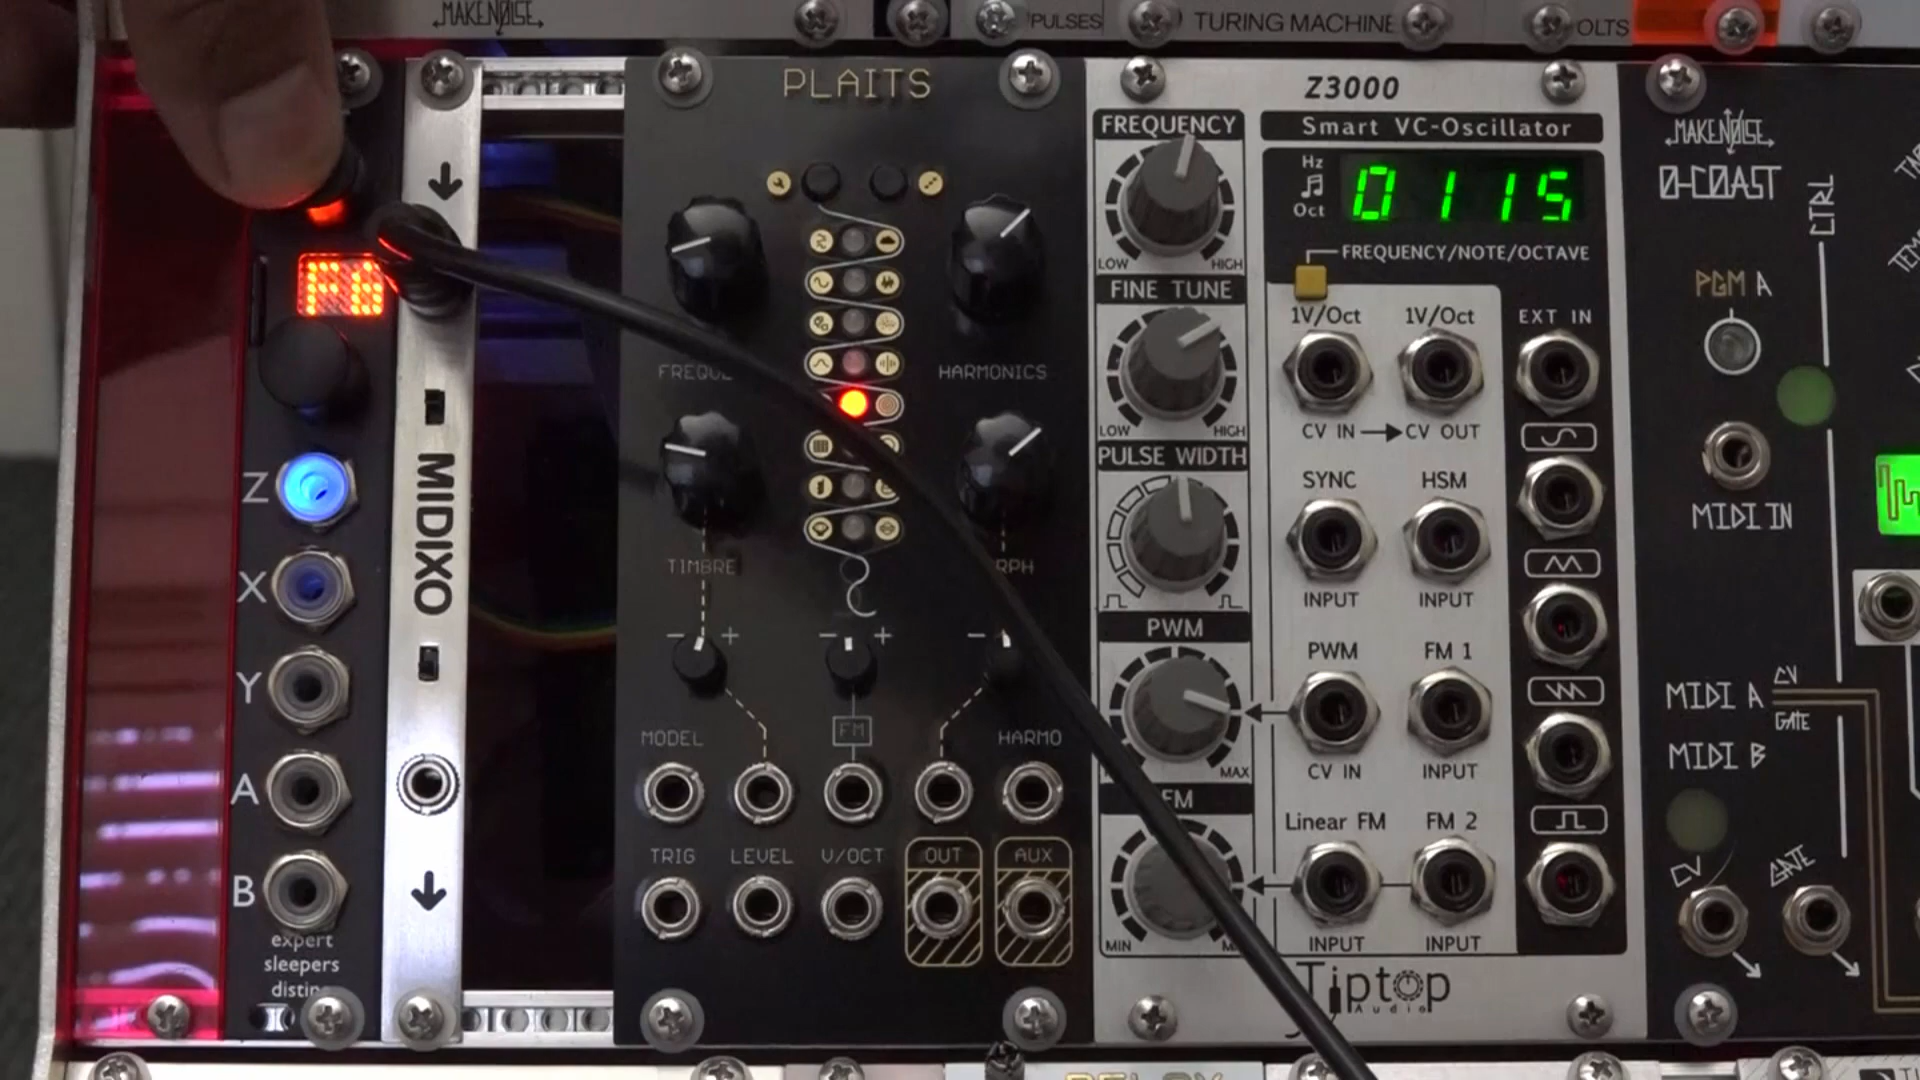 MAKENOISE
PULSES
TURING MACHINE
VOLTS
Z
X
Y
A
B
expert
sleepers
MIDIXO
PLAITS
HARMONICS
TIMBRE
− +
− +
−
MODEL
FM
HARMO
TRIG
LEVEL
V/OCT
OUT
AUX
Z3000
Smart VC-Oscillator
FREQUENCY
LOW
HIGH
Hz
Oct
0115
FREQUENCY/NOTE/OCTAVE
FINE TUNE
LOW
HIGH
1V/Oct
1V/Oct
EXT IN
CV IN
CV OUT
PULSE WIDTH
SYNC
HSM
INPUT
INPUT
PWM
PWM
FM 1
MAX
CV IN
INPUT
FM
Linear FM
FM 2
MIN
INPUT
INPUT
Tiptop
Audio
MAKENOISE
0-COAST
CTRL
PGM A
MIDI IN
MIDI A
CV
GATE
MIDI B
CV
GATE